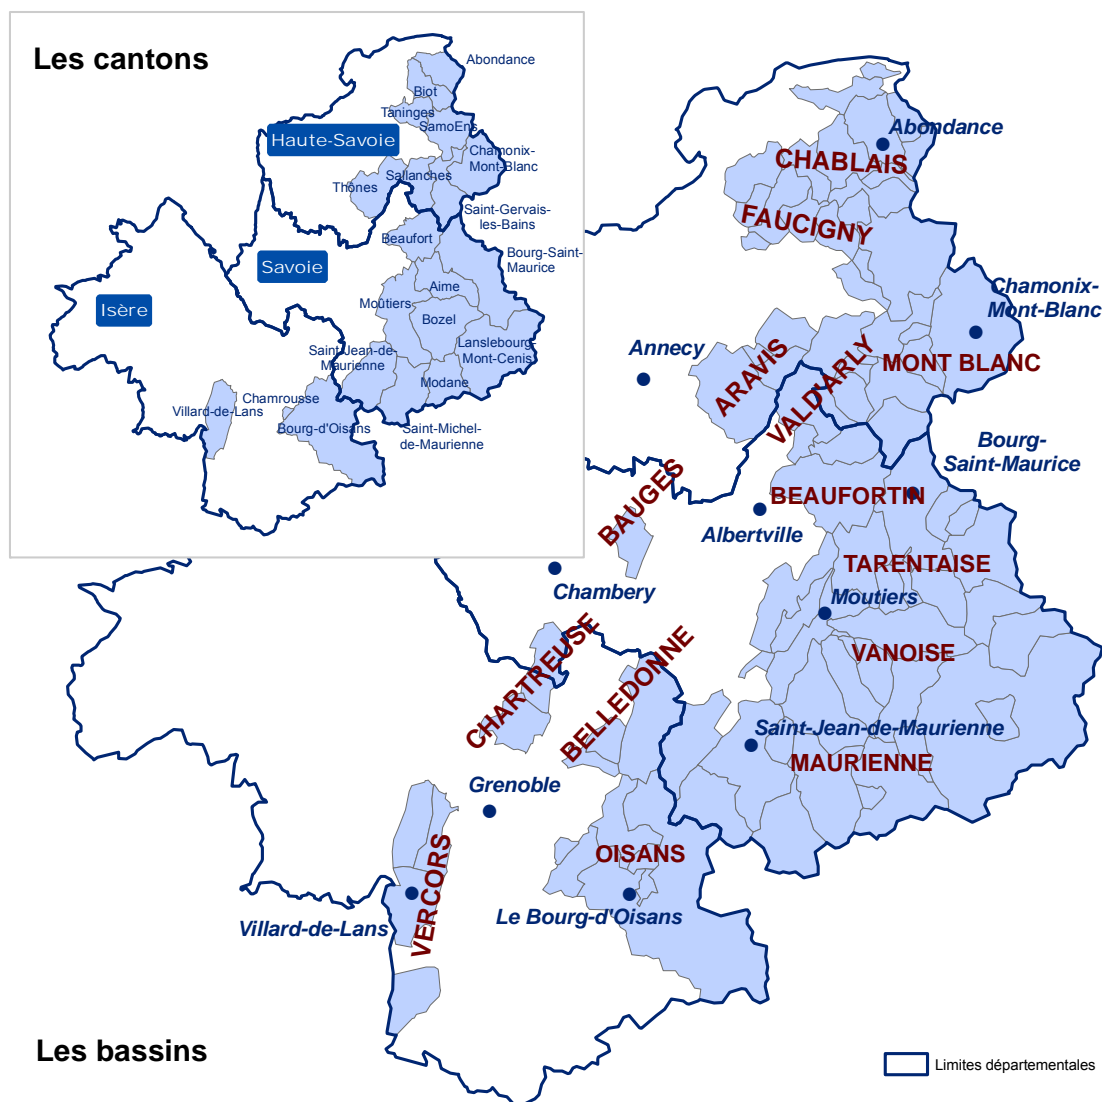 Les cantons
Abondance
Biot
Taninges
SamoEns
Haute-Savoie
Chamonix-
Mont-Blanc
Sallanches
Thônes
Saint-Gervais-
les-Bains
Beaufort
Bourg-Saint-
Maurice
Savoie
Aime
Isère
Moûtiers
Bozel
Lanslebourg-
Mont-Cenis
Saint-Jean-de-
Maurienne
Modane
Chamrousse
Villard-de-Lans
Bourg-d'Oisans
Saint-Michel-
de-Maurienne
Abondance
CHABLAIS
FAUCIGNY
Chamonix-
Mont-Blanc
Annecy
ARAVIS
VALD'ARLY
MONT BLANC
Bourg-
Saint-Maurice
BAUGES
BEAUFORTIN
Albertville
TARENTAISE
Chambery
Moutiers
CHARTREUSE
BELLEDONNE
VANOISE
Saint-Jean-de-Maurienne
MAURIENNE
Grenoble
VERCORS
OISANS
Villard-de-Lans
Le Bourg-d'Oisans
Les bassins
Limites départementales